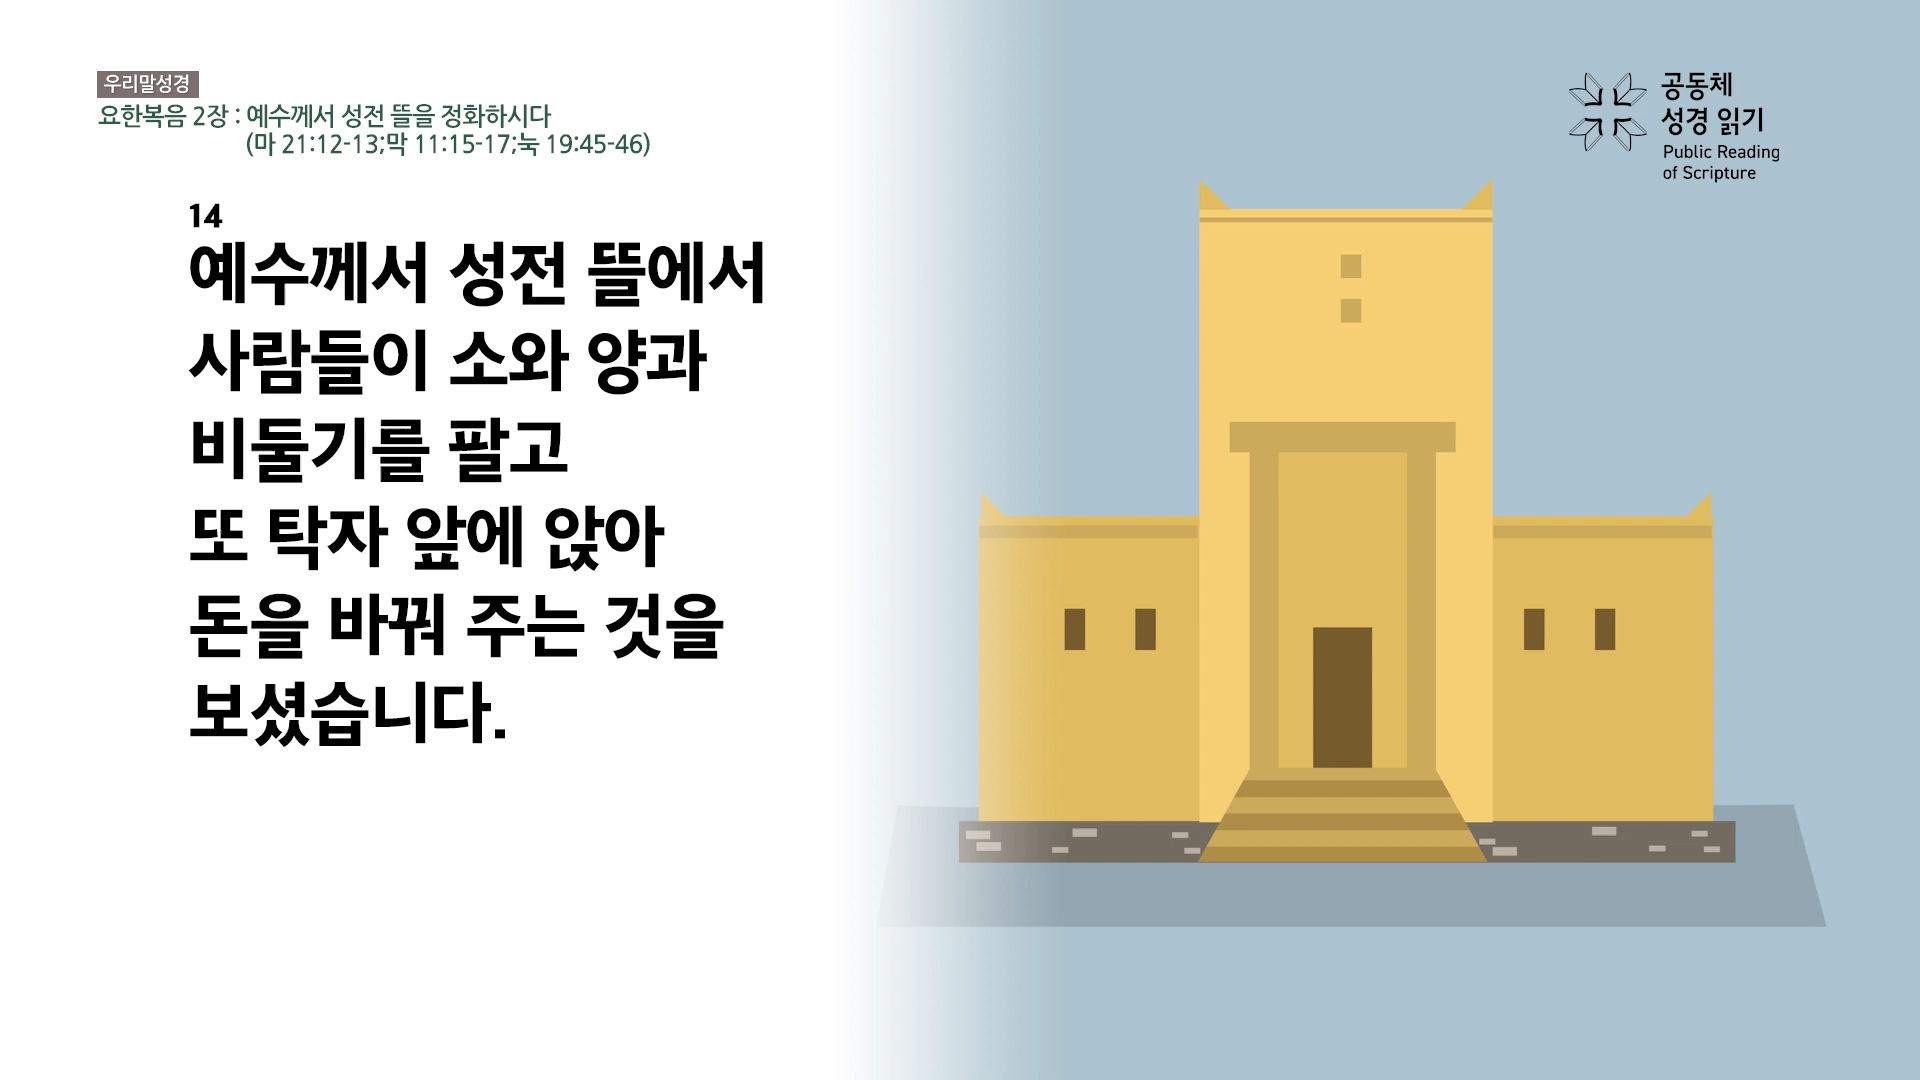 우리말성경
요한복음 2장 : 예수께서 성전 뜰을 정화하시다
(마 21:12-13;막 11:15-17;눅 19:45-46)
14
예수께서 성전 뜰에서
사람들이 소와 양과
비둘기를 팔고
또 탁자 앞에 앉아
돈을 바꿔 주는 것을
보셨습니다.
공동체
성경 읽기
Public Reading
of Scripture